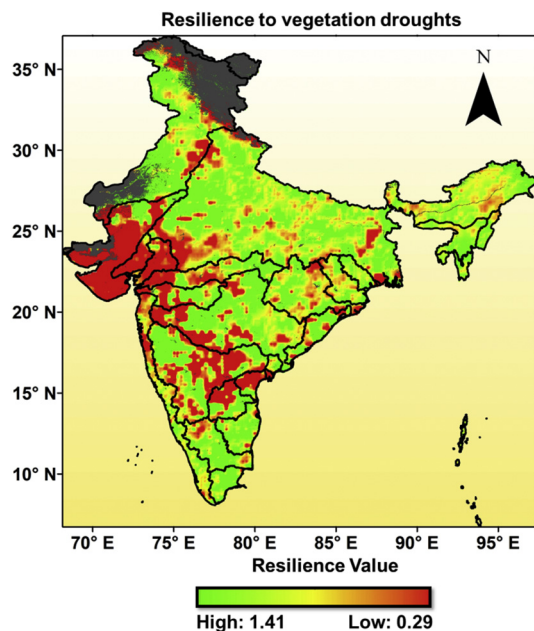 Resilience to vegetation droughts
N
35° N
30° N
25° N
20° N
15° N
10° N
70° E 75° E 80° E 85° E 90° E 95° E
Resilience Value
High: 1.41 Low: 0.29